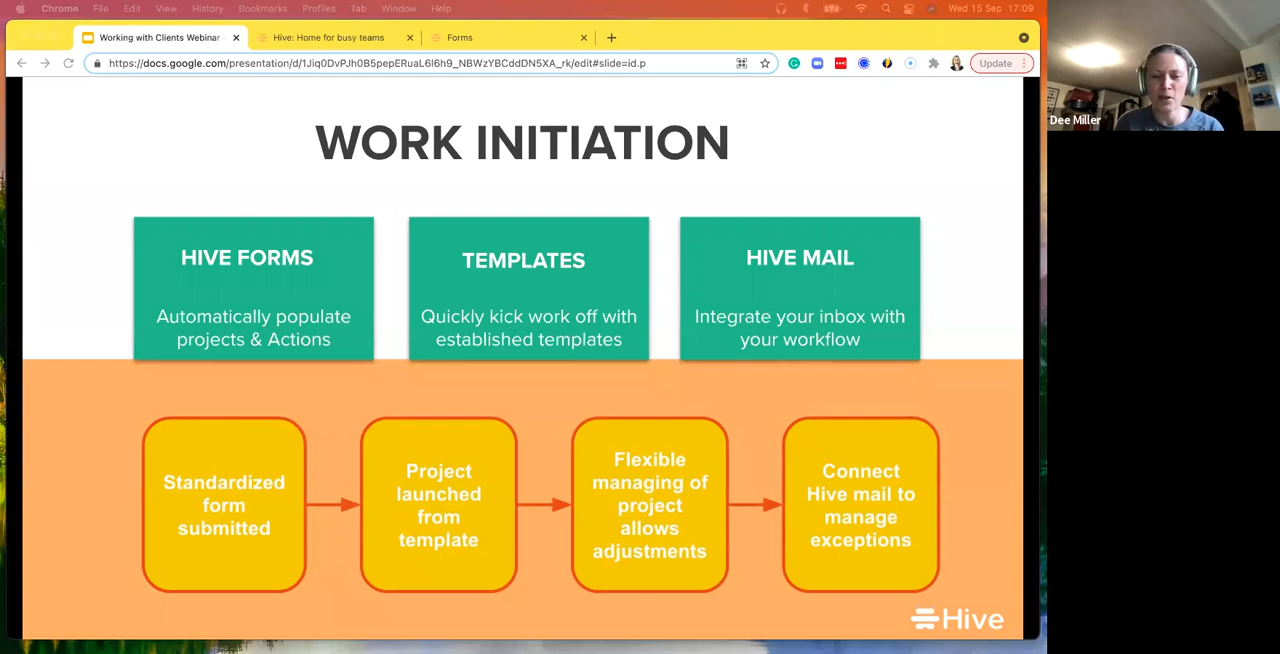 Chrome File Edit View History Bookmarks Profiles Tab Window Help Wed 15 Sep 17:09
Working with Clients Webinar Hive: Home for busy teams Forms
https://docs.google.com/presentation/d/1Jiq0DvPJh0B5pepERuaL6l6h9_NBWzYBCddDN5XA_rk/edit#slide=id.p Update
Dee Miller
WORK INITIATION
HIVE FORMS
Automatically populate
projects & Actions
TEMPLATES
Quickly kick work off with
established templates
HIVE MAIL
Integrate your inbox with
your workflow
Standardized
form
submitted
Project
launched
from
template
Flexible
managing of
project
allows
adjustments
Connect
Hive mail to
manage
exceptions
Hive